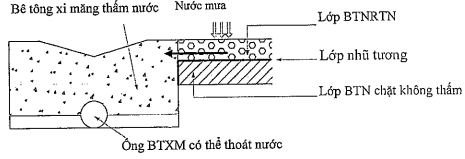 Bê tông xi măng thấm nước
Nước mưa
Lớp BTNRTN
Lớp nhũ tương
Lớp BTN chặt không thấm
Ông BTXM có thể thoát nước